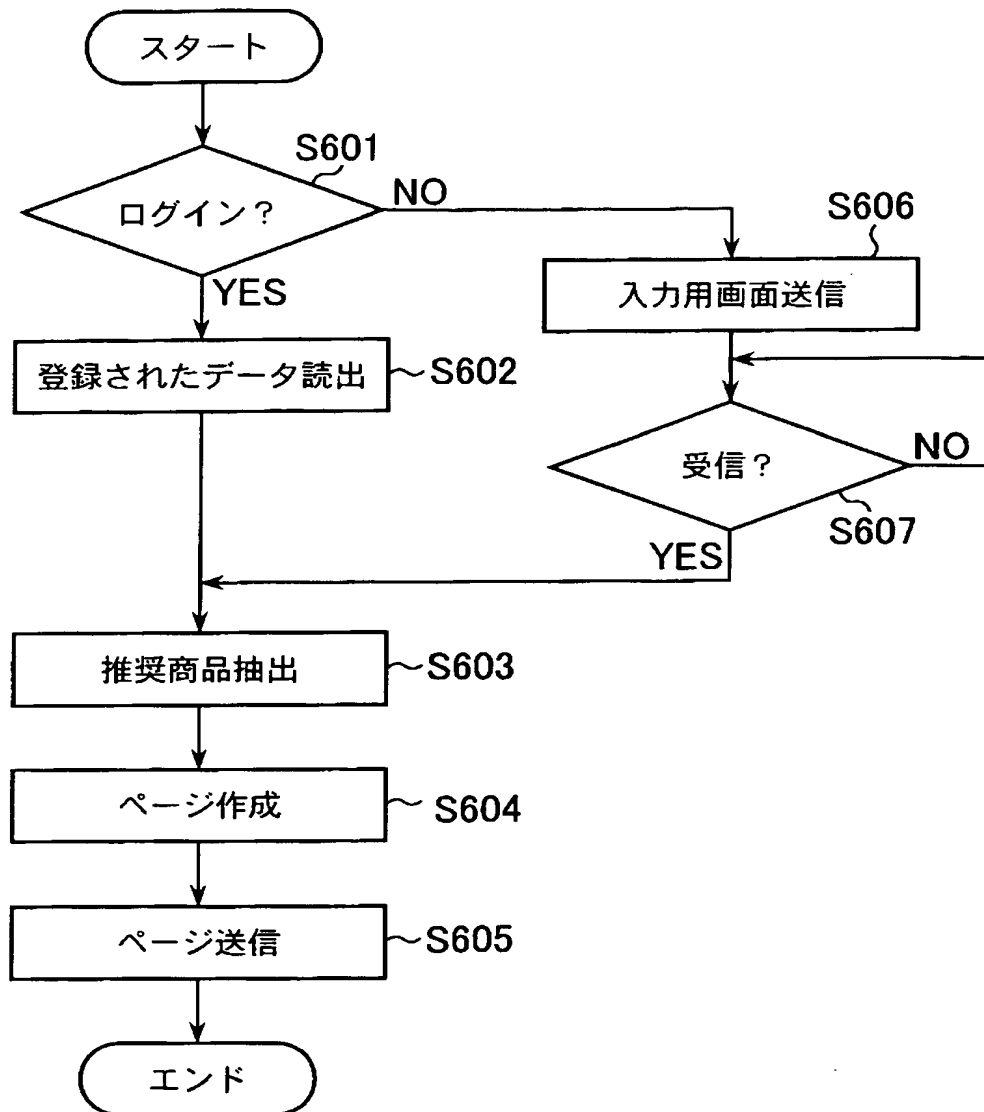 スタート
S601
ログイン?
NO
YES
S606
入力用画面送信
登録されたデータ読出
S602
受信?
NO
S607
YES
推奨商品抽出
S603
ページ作成
S604
ページ送信
S605
エンド